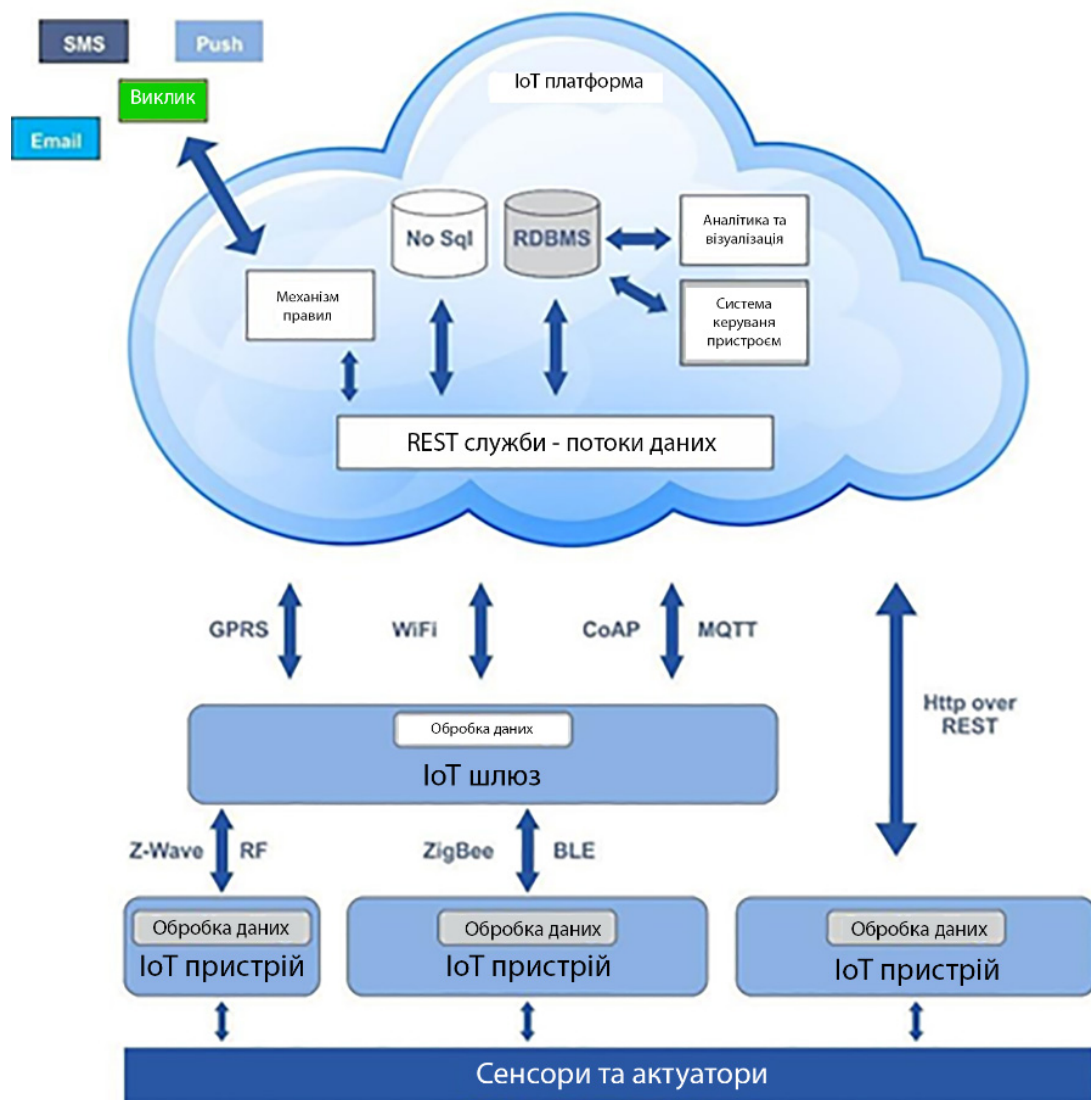 SMS
Push
Виклик
Email
IoT платформа
No Sql
RDBMS
Аналітика та
візуалізація
Механізм
правил
Система
керуваня
пристроєм
REST служби - потоки даних
GPRS
WiFi
CoAP
MQTT
Http over
REST
Обробка даних
IoT шлюз
Z-Wave
RF
ZigBee
BLE
Обробка даних
IoT пристрій
Обробка даних
IoT пристрій
Обробка даних
IoT пристрій
Сенсори та актуатори